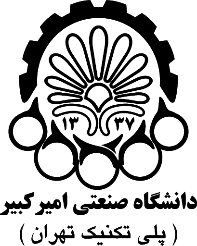 ۱۳ ۳۷
دانشگاه صنعتی امیرکبیر
( پلی تکنیک تهران )